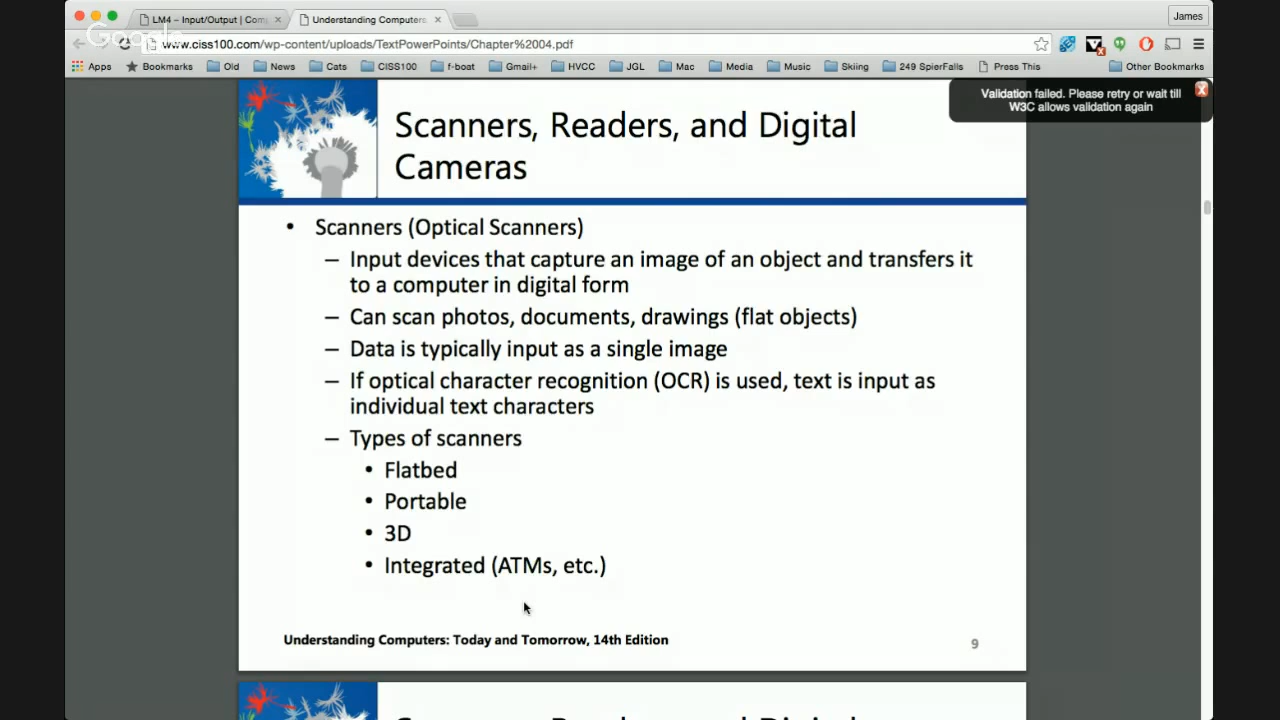 LM4 – Input/Output | Com
Understanding Computers:
James
Google
www.ciss100.com/wp-content/uploads/TextPowerPoints/Chapter%2004.pdf
Apps Bookmarks Old News Cats CISS100 f-boat Gmail+ HVCC JGL Mac Media Music Skiing 249 SpierFalls Press This Other Bookmarks
Validation failed. Please retry or wait till
W3C allows validation again
Scanners, Readers, and Digital
Cameras
• Scanners (Optical Scanners)
– Input devices that capture an image of an object and transfers it
to a computer in digital form
– Can scan photos, documents, drawings (flat objects)
– Data is typically input as a single image
– If optical character recognition (OCR) is used, text is input as
individual text characters
– Types of scanners
• Flatbed
• Portable
• 3D
• Integrated (ATMs, etc.)
Understanding Computers: Today and Tomorrow, 14th Edition
9